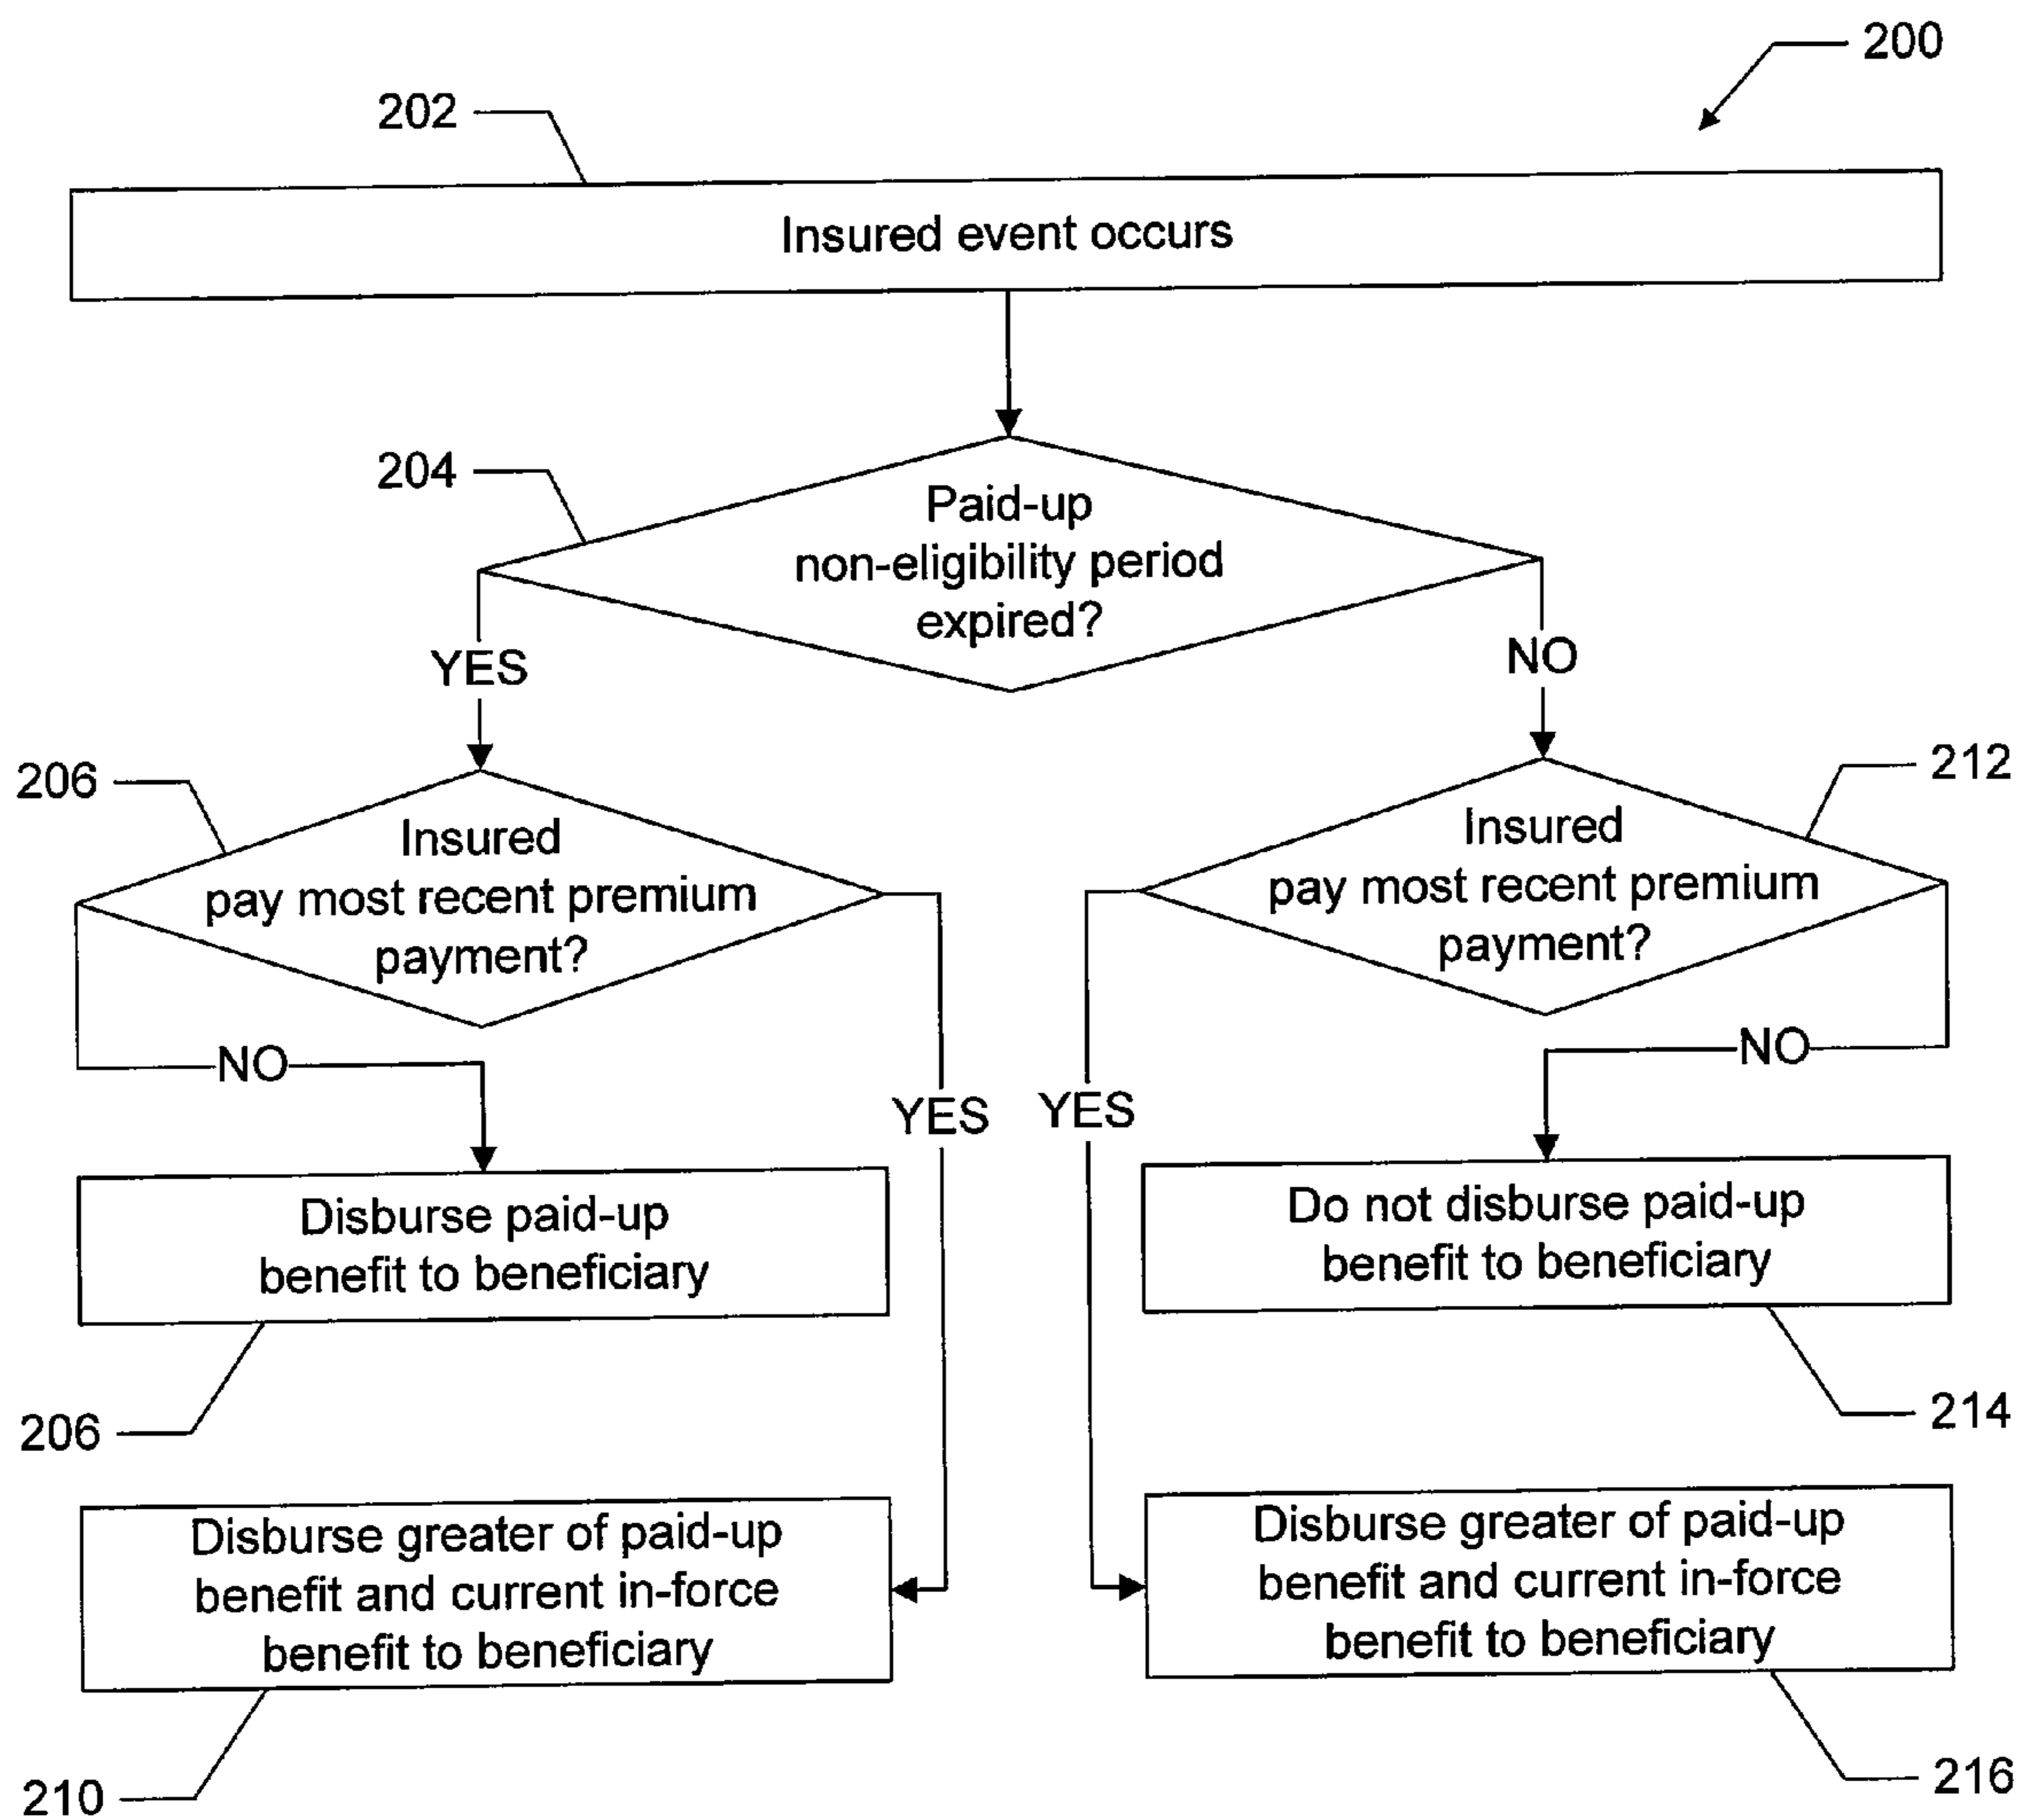 200
202
Insured event occurs
204
Paid-up
non-eligibility period
expired?
YES
NO
206
Insured
pay most recent premium
payment?
212
Insured
pay most recent premium
payment?
NO
YES
YES
NO
Disburse paid-up
benefit to beneficiary
Do not disburse paid-up
benefit to beneficiary
206
214
Disburse greater of paid-up
benefit and current in-force
benefit to beneficiary
Disburse greater of paid-up
benefit and current in-force
benefit to beneficiary
210
216